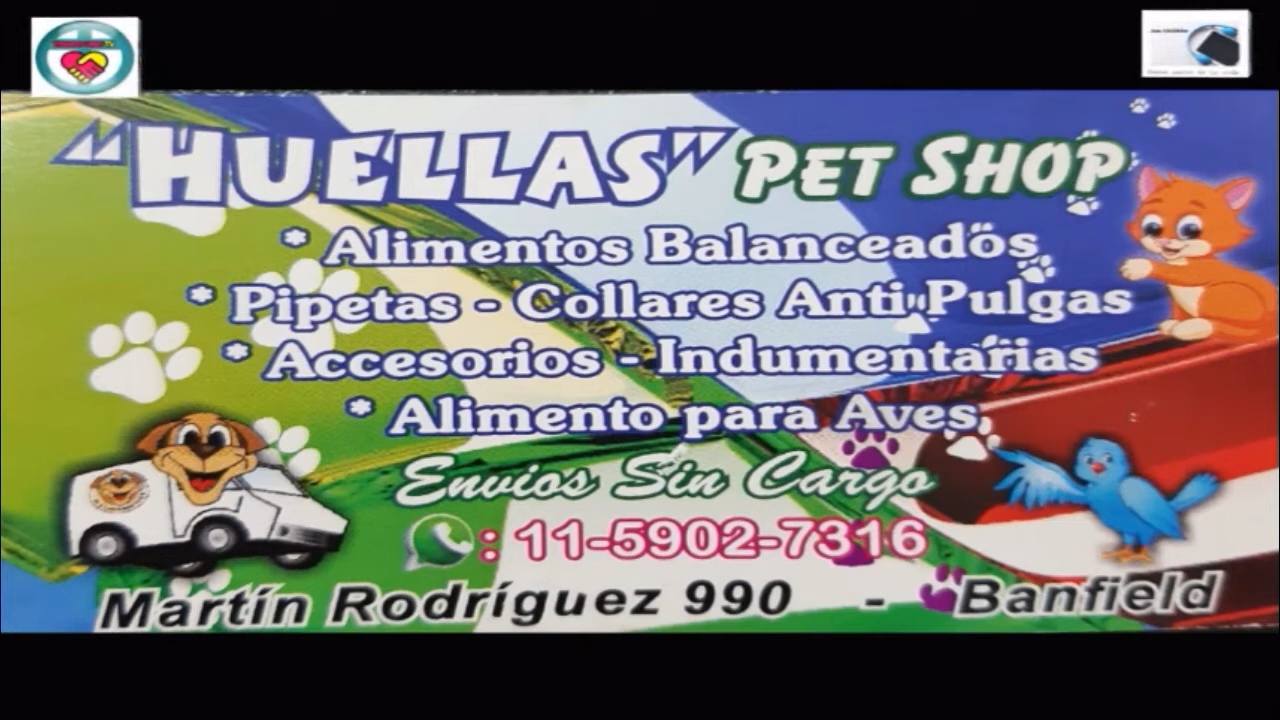 "HUELLAS" PET SHOP
* Alimentos Balanceados
* Pipetas - Collares Anti Pulgas
* Accesorios - Indumentarias
* Alimento para Aves
Envios Sin Cargo
: 11-5902-7316
Martín Rodríguez 990 - Banfield